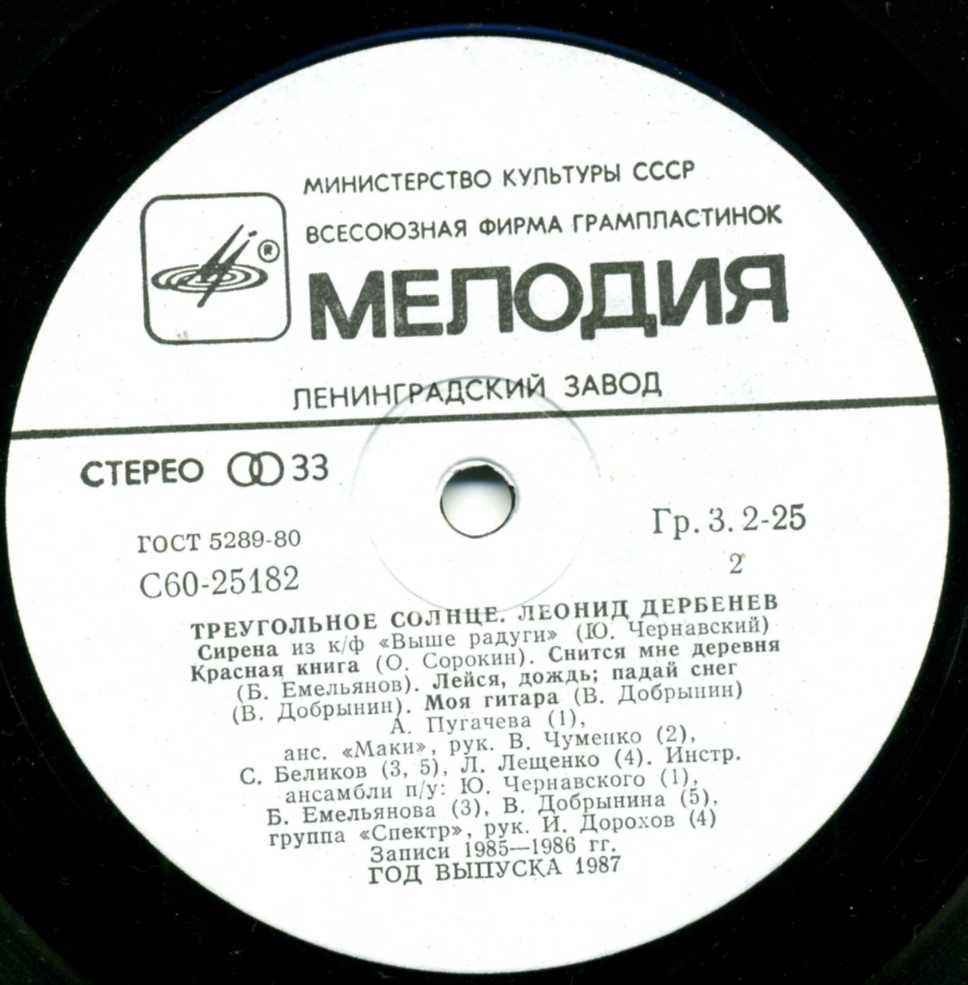 МИНИСТЕРСТВО КУЛЬТУРЫ СССР
ВСЕСОЮЗНАЯ ФИРМА ГРАМПЛАСТИНОК
®
МЕЛОДИЯ
ЛЕНИНГРАДСКИЙ ЗАВОД
СТЕРЕО 33
ГОСТ 5289-80
Гр. 3. 2-25
С60-25182
2
ТРЕУГОЛЬНОЕ СОЛНЦЕ. ЛЕОНИД ДЕРБЕНЕВ
Сирена из к/ф «Выше радуги» (Ю. Чернавский)
Красная книга (О. Сорокин). Снится мне деревня
(Б. Емельянов). Лейся, дождь; падай снег
(В. Добрынин). Моя гитара (В. Добрынин)
А. Пугачева (1),
анс. «Маки», рук. В. Чуменко (2),
С. Беликов (3, 5), Л. Лещенко (4). Инстр.
ансамбли п/у: Ю. Чернавского (1),
Б. Емельянова (3), В. Добрынина (5),
группа «Спектр», рук. И. Дорохов (4)
Записи 1985—1986 гг.
ГОД ВЫПУСКА 1987